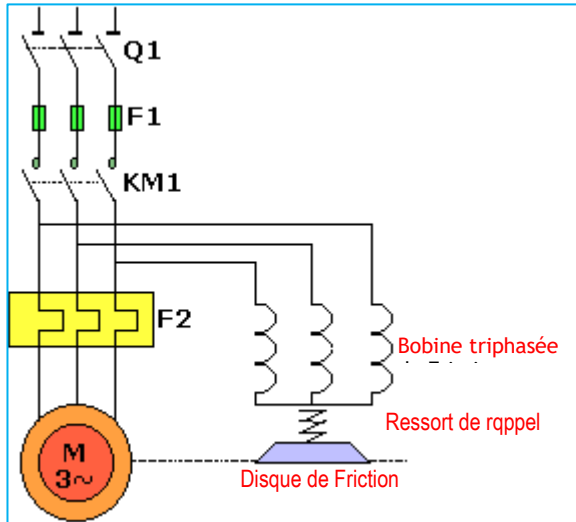 Q1
F1
KM1
F2
Bobine triphasée
Ressort de rqppel
M
3~
Disque de Friction